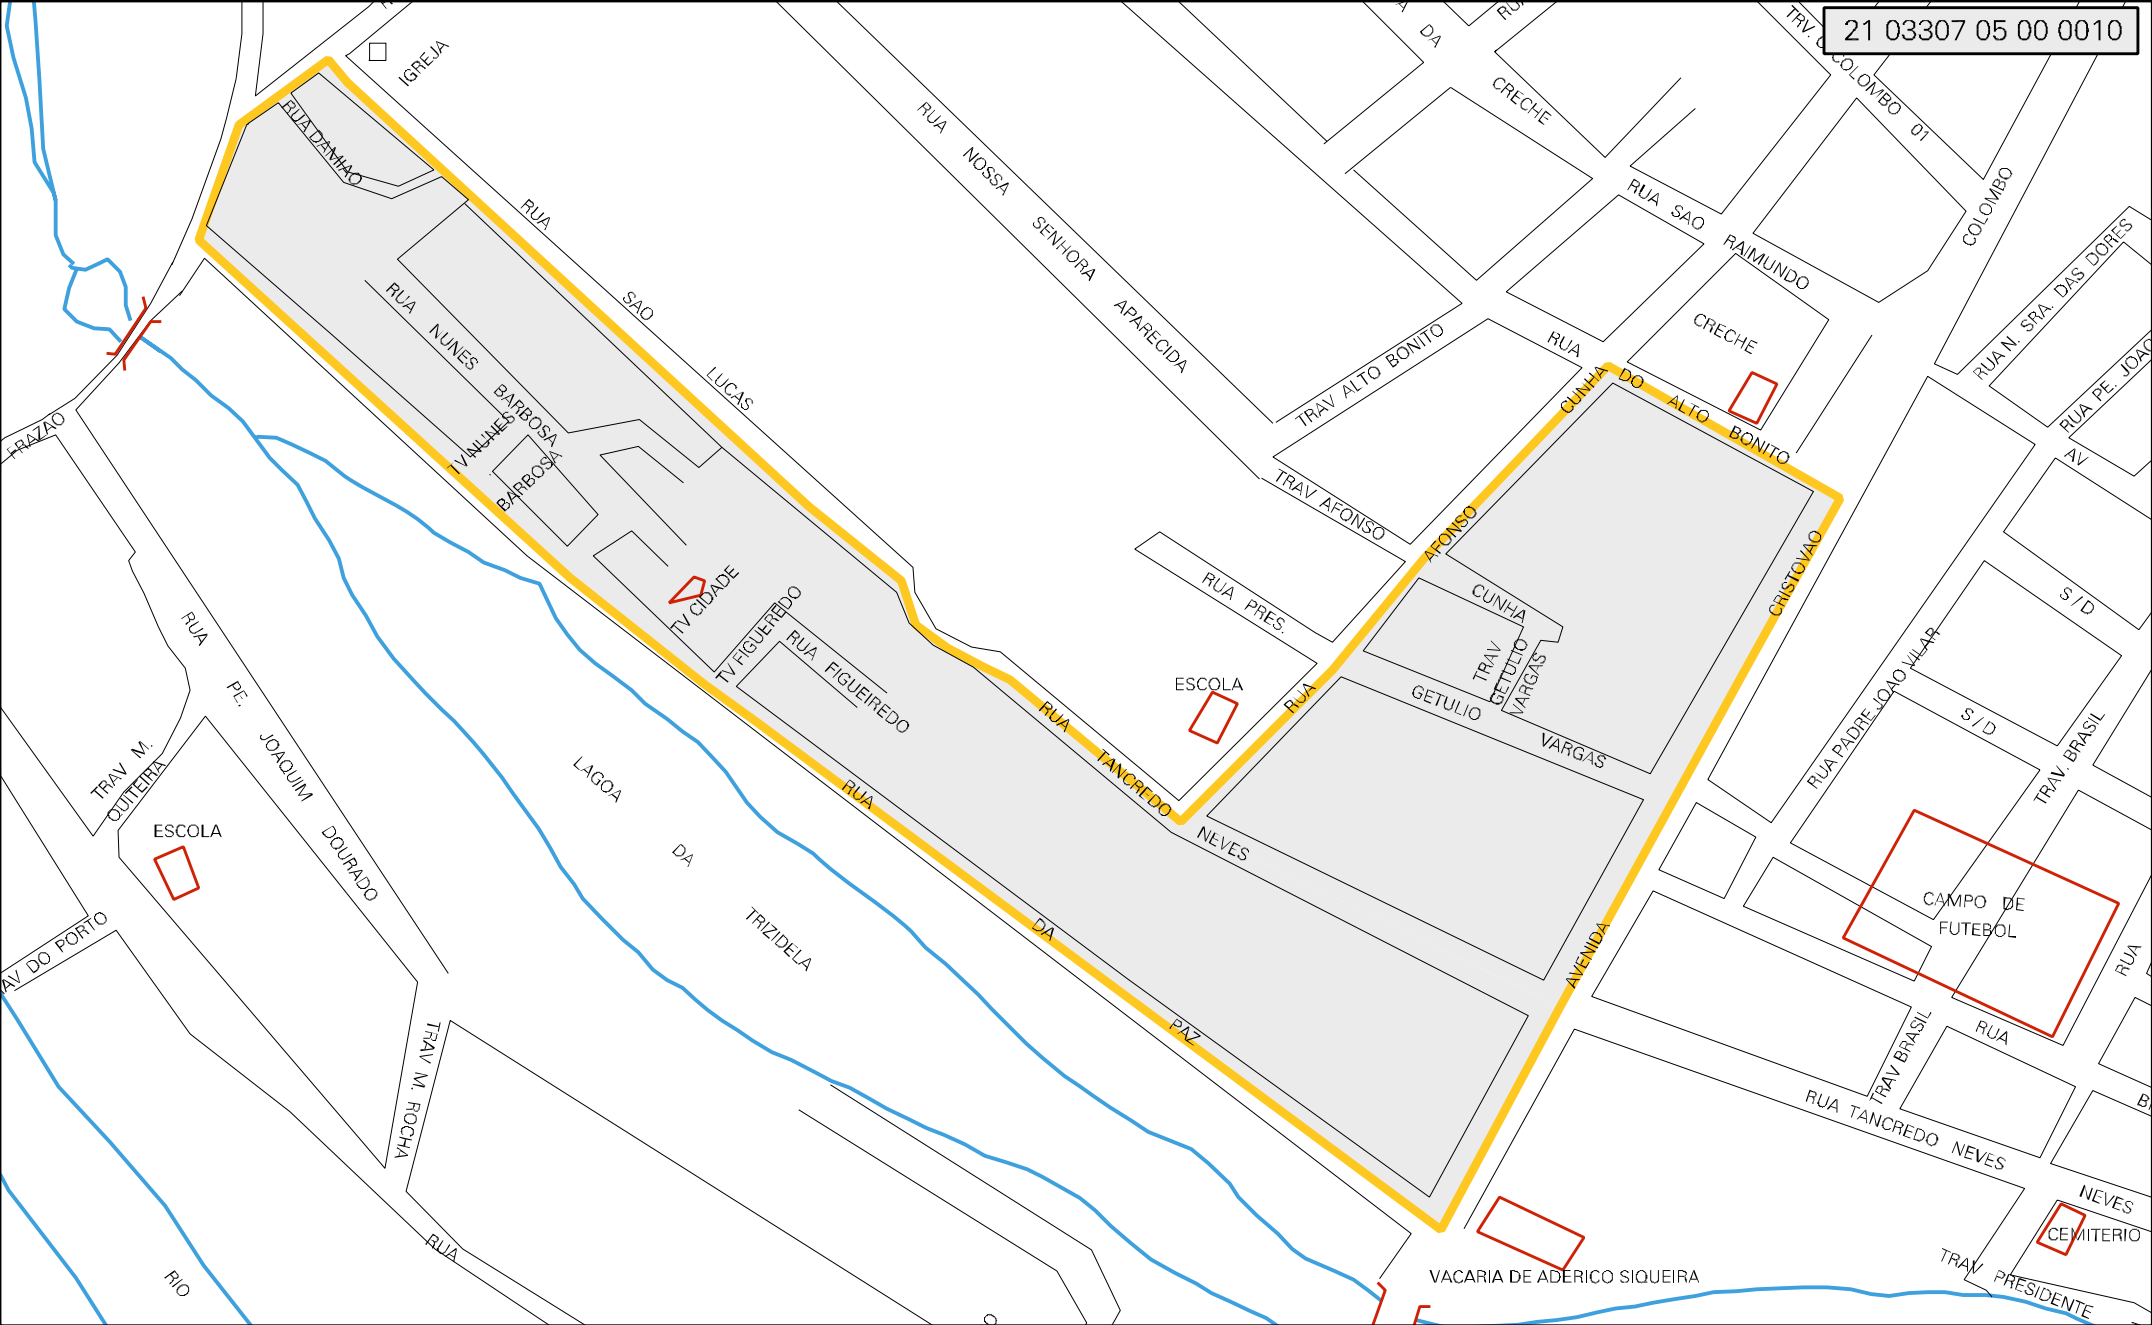 21 03307 05 00 0010
IGREJA
DA
CRECHE
TRV. COLOMBO 01
COLOMBO
RUA DAMIAO
RUA SAO LUCAS
RUA NOSSA SENHORA APARECIDA
RUA SAO RAIMUNDO
CRECHE
RUA N. SRA. DAS DORES
RUA PE. JOAO
AV
RUA NUNES BARBOSA
TV NUNES
BARBOSA
TRAV ALTO BONITO
RUA DO ALTO BONITO
TRAV AFONSO
RUA AFONSO CUNHA
FRAZAO
TV CIDADE
TV FIGUEREDO
RUA FIGUEIREDO
RUA PRES.
CUNHA
TRAV
GETULIO
VARGAS
GETULIO VARGAS
AVENIDA CRISTOVAO
S/D
S/D
RUA PADRE JOAO VILAR
TRAV. BRASIL
ESCOLA
RUA TANCREDO NEVES
RUA PE. JOAQUIM DOURADO
TRAV M.
QUITEIRA
ESCOLA
LAGOA DA TRIZIDELA
RUA DA PAZ
CAMPO DE
FUTEBOL
RUA
RUA
TRAV BRASIL
AV DO PORTO
TRAV M. ROCHA
RUA TANCREDO NEVES
NEVES
CEMITERIO
TRAV PRESIDENTE
VACARIA DE ADERICO SIQUEIRA
RUA
RIO